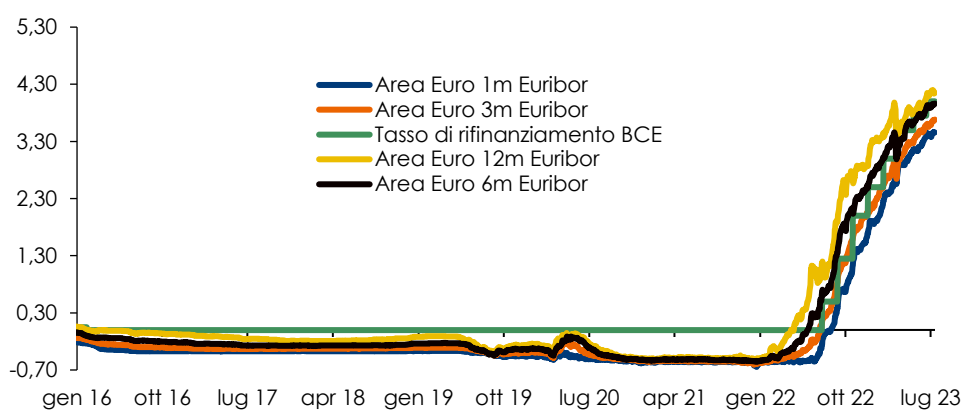 5,30
4,30
3,30
2,30
1,30
0,30
-0,70
Area Euro 1m Euribor
Area Euro 3m Euribor
Tasso di rifinanziamento BCE
Area Euro 12m Euribor
Area Euro 6m Euribor
gen 16 ott 16 lug 17 apr 18 gen 19 ott 19 lug 20 apr 21 gen 22 ott 22 lug 23